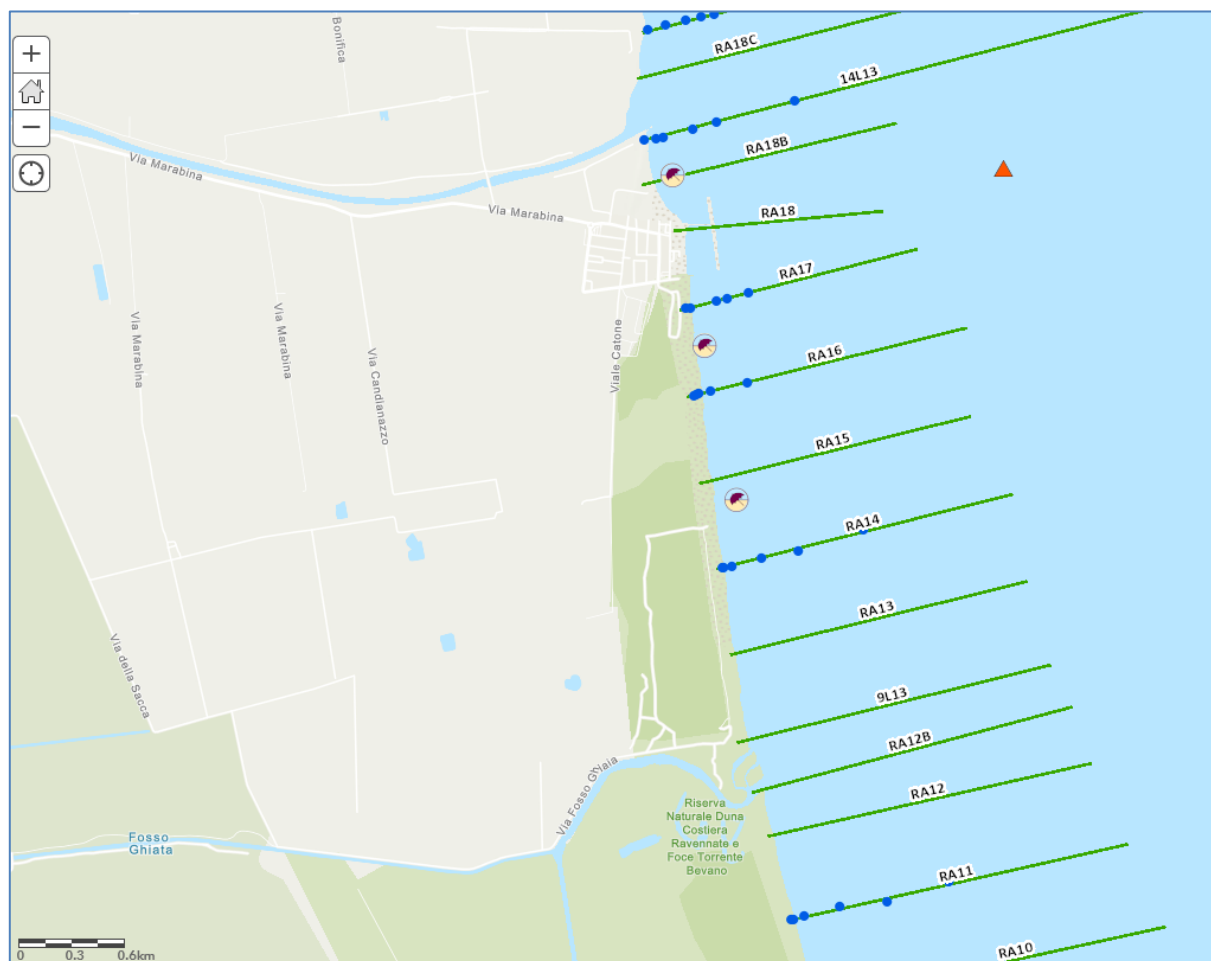 Bonifica
RA18C
14L13
Via Marabina
RA18B
Via Marabina
RA18
RA17
Via Marabina
Via Marabina
Via Candianazzo
Viale Catone
RA16
RA15
RA14
RA13
Via della Sacca
9L13
RA12B
RA12
Via Fosso Ghiaia
Riserva
Naturale Duna
Costiera
Ravennate e
Foce Torrente
Bevano
Fosso
Ghiata
RA11
RA10
0 0.3 0.6km